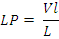 LP = Vl / L